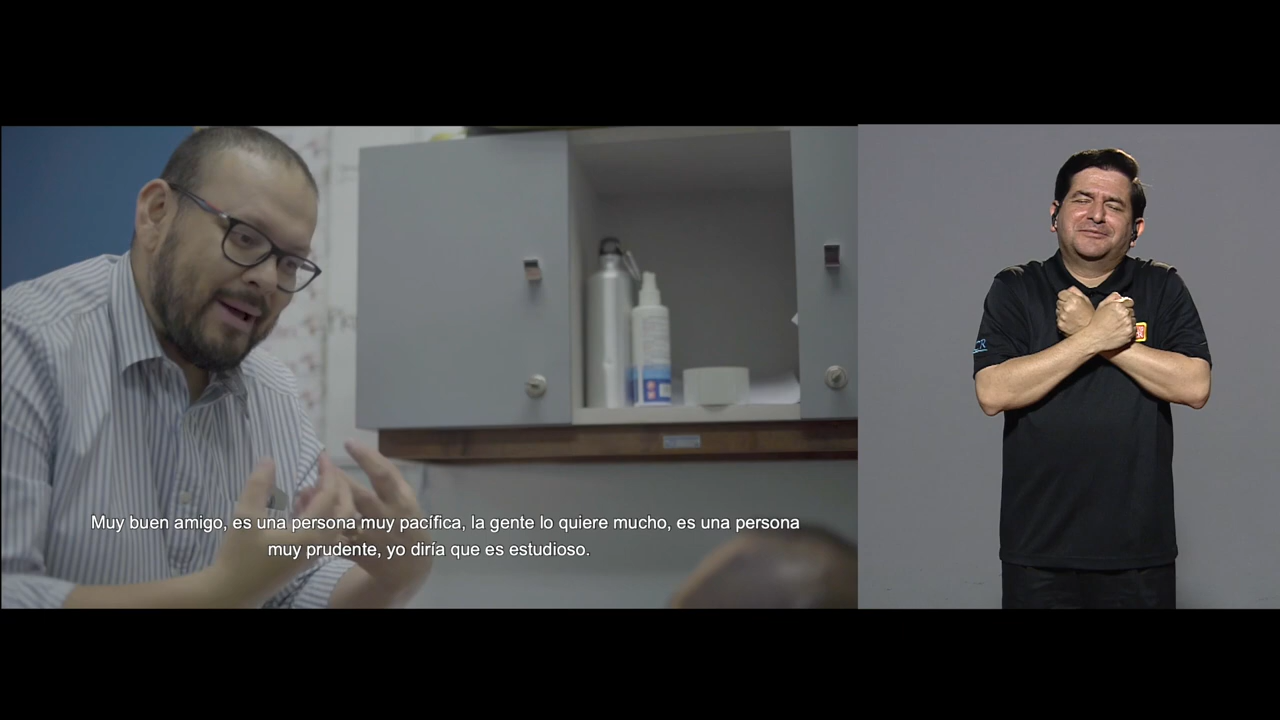 Muy buen amigo, es una persona muy pacífica, la gente lo quiere mucho, es una persona
muy prudente, yo diría que es estudioso.